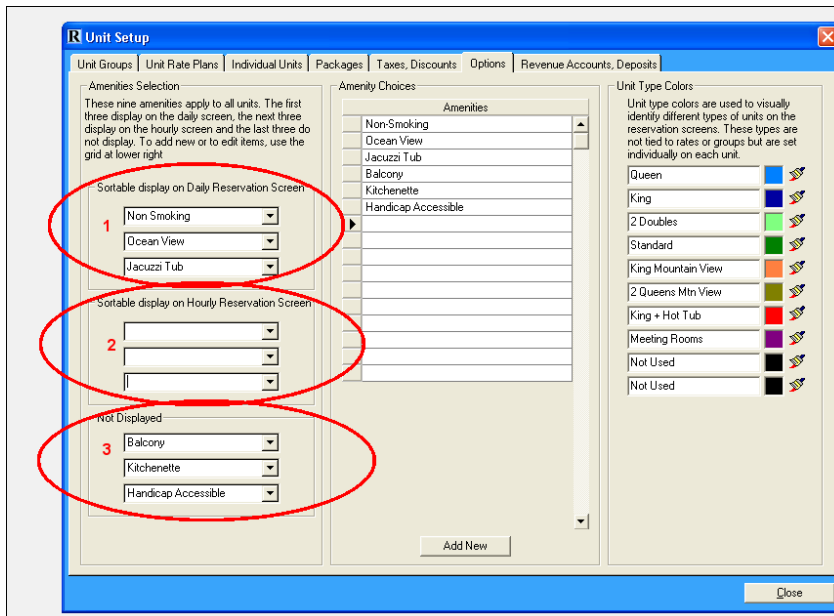 R Unit Setup
Unit Groups | Unit Rate Plans | Individual Units | Packages | Taxes, Discounts | Options | Revenue Accounts, Deposits
Amenities Selection
These nine amenities apply to all units. The first
three display on the daily screen, the next three
display on the hourly screen and the last three do
not display. To add new or to edit items, use the
grid at lower right
Sortable display on Daily Reservation Screen
1
Non Smoking
Ocean View
Jacuzzi Tub
Sortable display on Hourly Reservation Screen
2
Not Displayed
3
Balcony
Kitchenette
Handicap Accessible
Amenity Choices
Amenities
Non-Smoking
Ocean View
Jacuzzi Tub
Balcony
Kitchenette
Handicap Accessible
Add New
Unit Type Colors
Unit type colors are used to visually
identify different types of units on the
reservation screens. These types are
not tied to rates or groups but are set
individually on each unit.
Queen
King
2 Doubles
Standard
King Mountain View
2 Queens Mtn View
King + Hot Tub
Meeting Rooms
Not Used
Not Used
Close